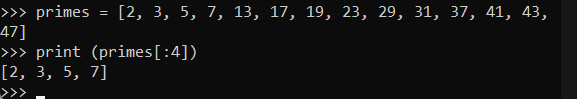 >>> primes = [2, 3, 5, 7, 13, 17, 19, 23, 29, 31, 37, 41, 43,
47]
>>> print (primes[:4])
[2, 3, 5, 7]
>>>